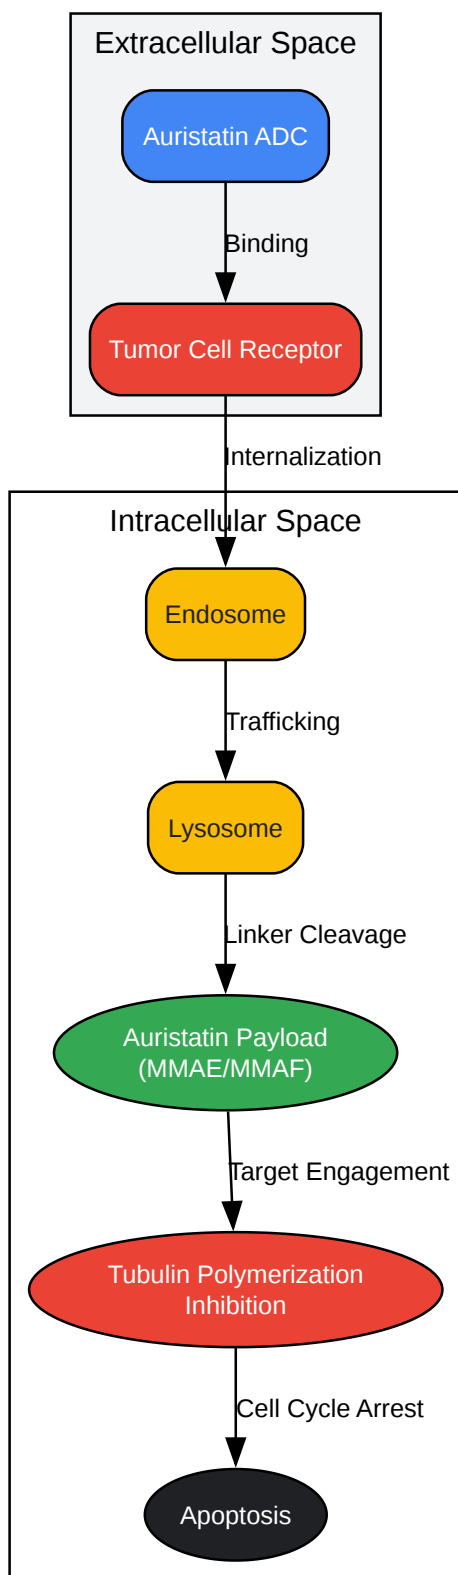 Extracellular Space
Auristatin ADC
Binding
Tumor Cell Receptor
Internalization
Intracellular Space
Endosome
Trafficking
Lysosome
Linker Cleavage
Auristatin Payload
(MMAE/MMAF)
Target Engagement
Tubulin Polymerization
Inhibition
Cell Cycle Arrest
Apoptosis